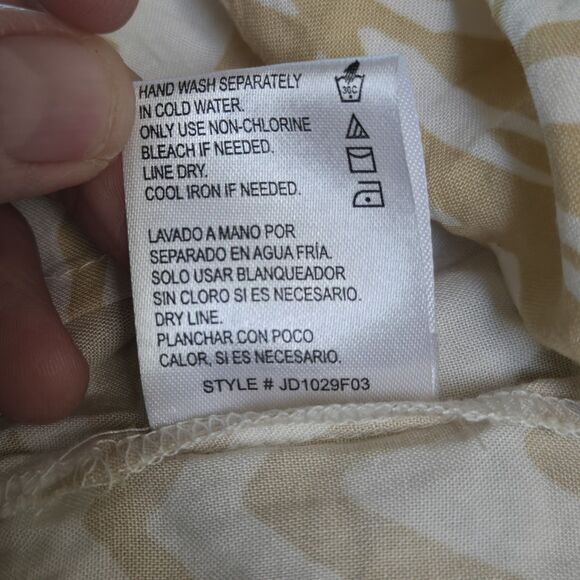 HAND WASH SEPARATELY
IN COLD WATER.
ONLY USE NON-CHLORINE
BLEACH IF NEEDED.
LINE DRY.
COOL IRON IF NEEDED.
30C
LAVADO A MANO POR
SEPARADO EN AGUA FRÍA.
SOLO USAR BLANQUEADOR
SIN CLORO SI ES NECESARIO.
DRY LINE.
PLANCHAR CON POCO
CALOR, SI ES NECESARIO.
STYLE # JD1029F03